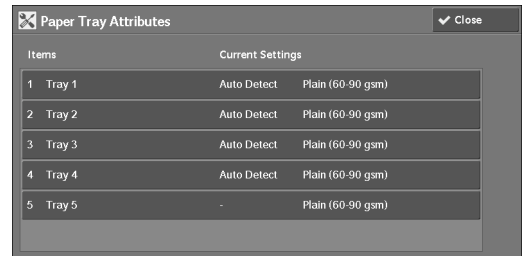 Paper Tray Attributes ✔ Close
Items Current Settings
1 Tray 1 Auto Detect Plain (60-90 gsm)
2 Tray 2 Auto Detect Plain (60-90 gsm)
3 Tray 3 Auto Detect Plain (60-90 gsm)
4 Tray 4 Auto Detect Plain (60-90 gsm)
5 Tray 5 - Plain (60-90 gsm)